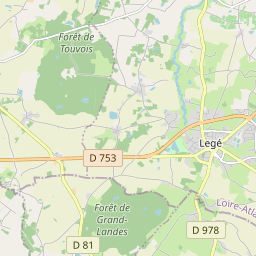 Forêt de
Touvois
Legé
D 753
Forêt de
Grand-
Landes
Loire-Atla
D 978
D 81